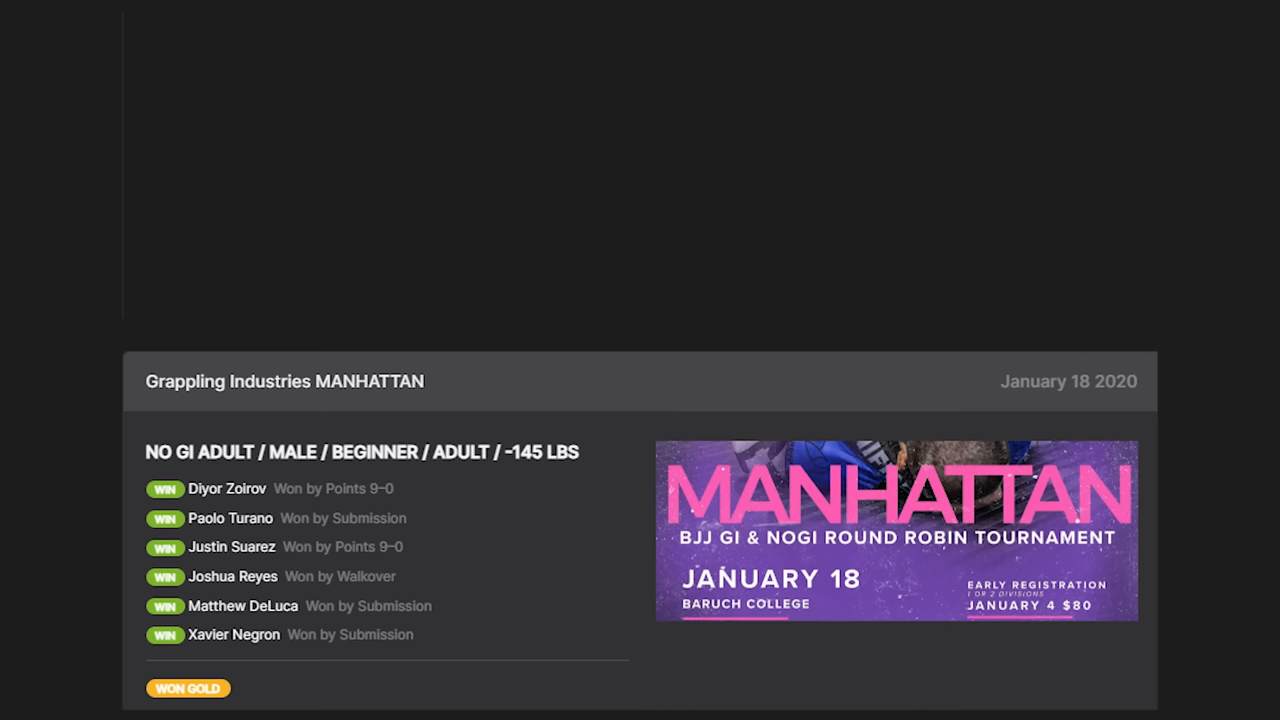 Grappling Industries MANHATTAN
January 18 2020
NO GI ADULT / MALE / BEGINNER / ADULT / -145 LBS
WIN Diyor Zoirov Won by Points 9–0
WIN Paolo Turano Won by Submission
WIN Justin Suarez Won by Points 9–0
WIN Joshua Reyes Won by Walkover
WIN Matthew DeLuca Won by Submission
WIN Xavier Negron Won by Submission
WON GOLD
MANHATTAN
BJJ GI & NOGI ROUND ROBIN TOURNAMENT
JANUARY 18
BARUCH COLLEGE
EARLY REGISTRATION
1 OR 2 DIVISIONS
JANUARY 4 $80